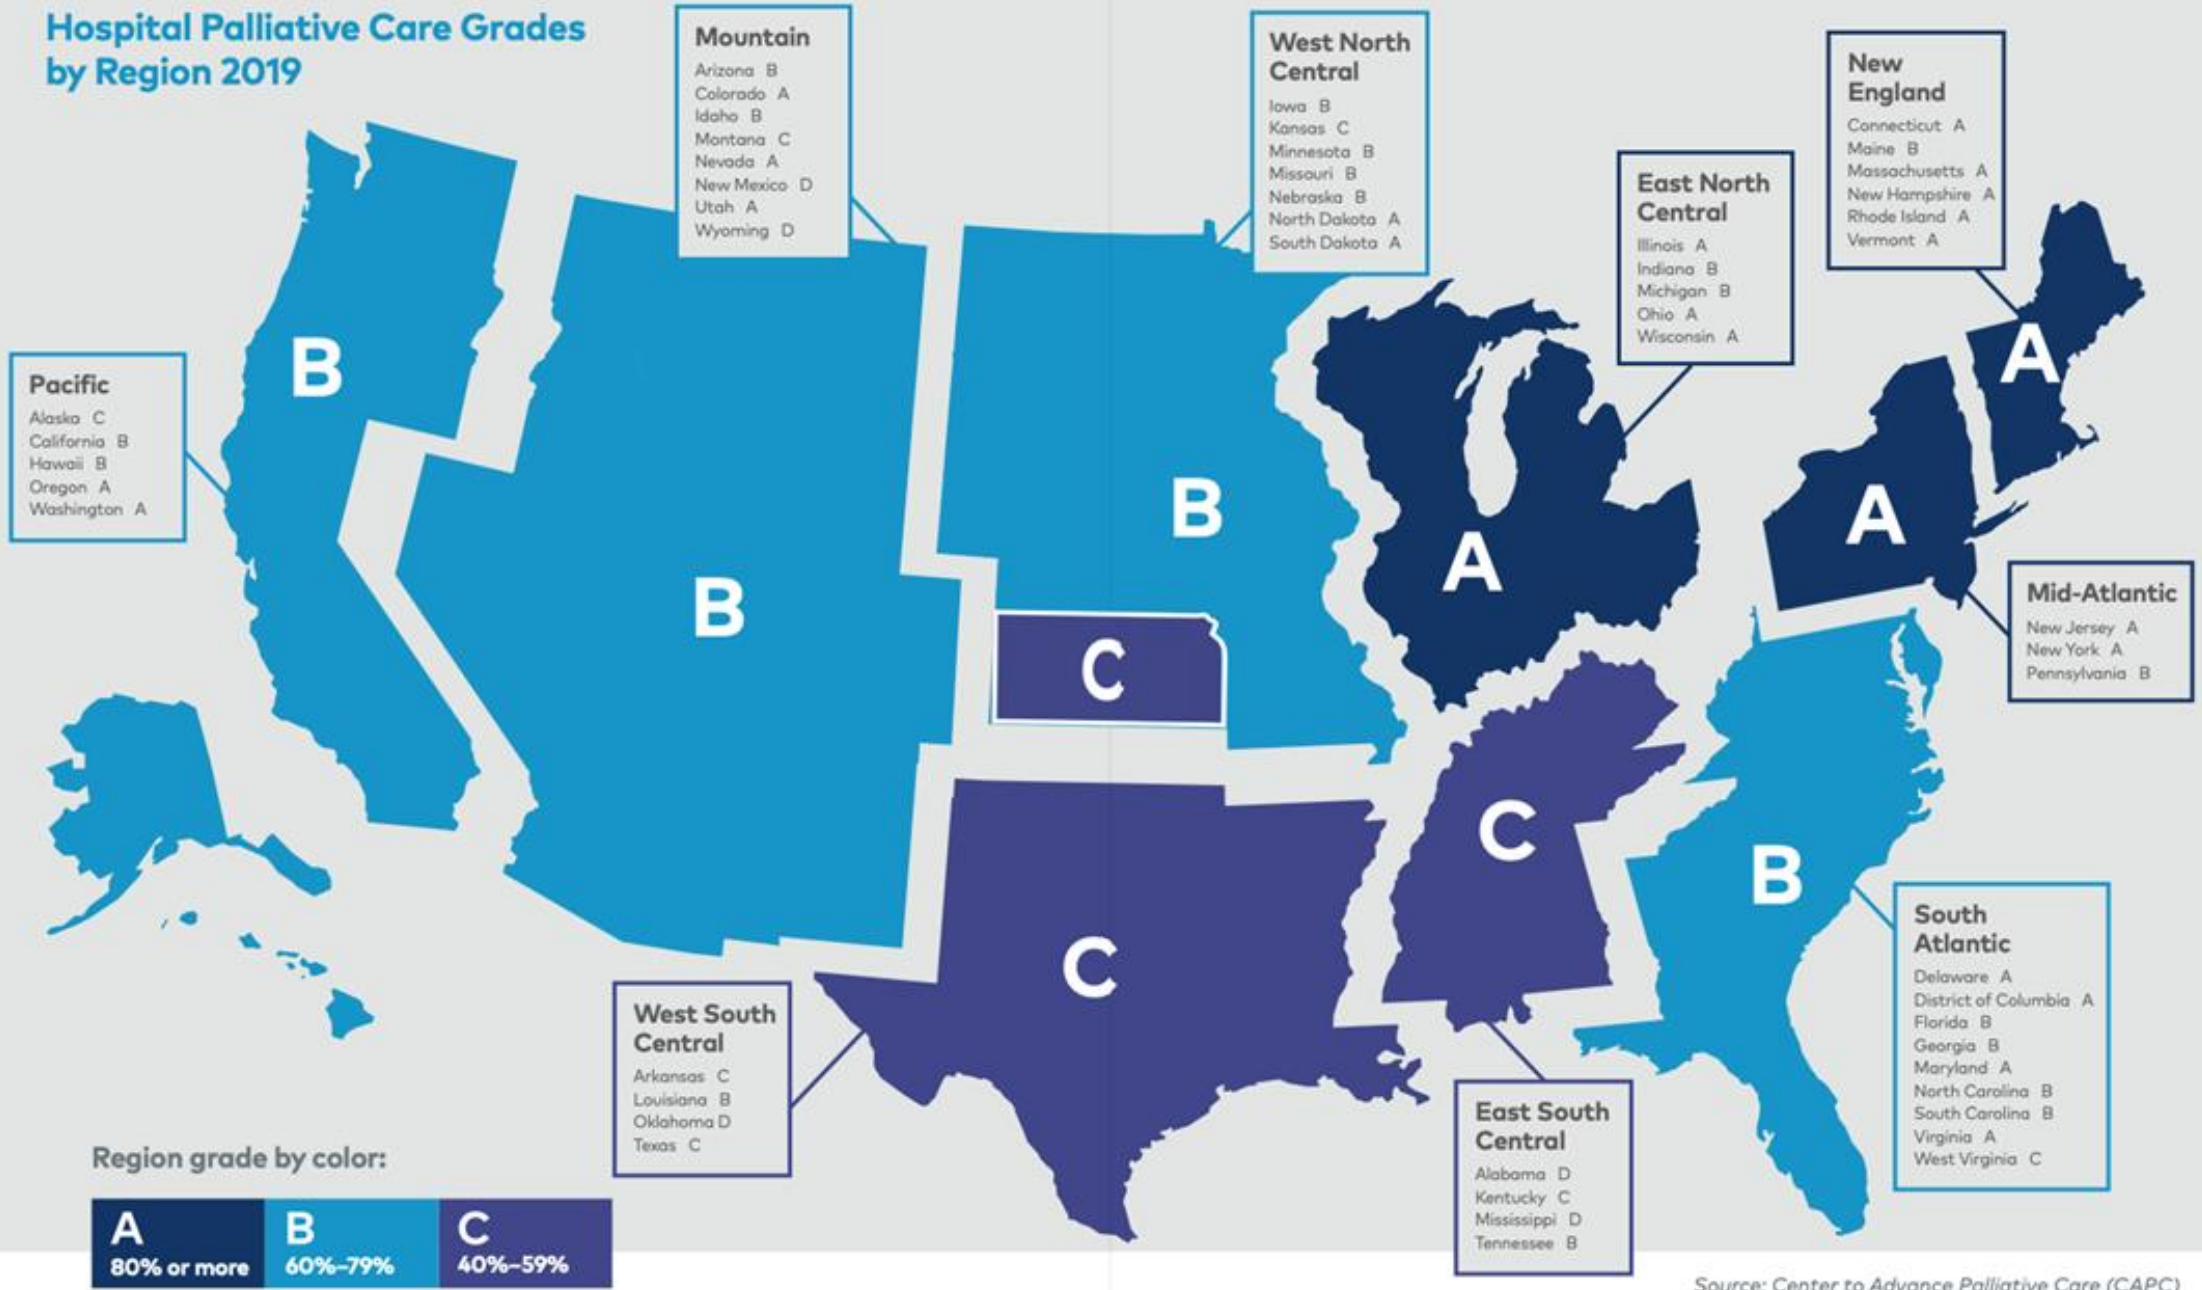 Hospital Palliative Care Grades
by Region 2019
Mountain
Arizona B
Colorado A
Idaho B
Montana C
Nevada A
New Mexico D
Utah A
Wyoming D
West North
Central
Iowa B
Kansas C
Minnesota B
Missouri B
Nebraska B
North Dakota A
South Dakota A
New
England
Connecticut A
Maine B
Massachusetts A
New Hampshire A
Rhode Island A
Vermont A
East North
Central
Illinois A
Indiana B
Michigan B
Ohio A
Wisconsin A
Pacific
Alaska C
California B
Hawaii B
Oregon A
Washington A
B
B
B
C
A
A
A
Mid-Atlantic
New Jersey A
New York A
Pennsylvania B
C
C
B
South
Atlantic
Delaware A
District of Columbia A
Florida B
Georgia B
Maryland A
North Carolina B
South Carolina B
Virginia A
West Virginia C
West South
Central
Arkansas C
Louisiana B
Oklahoma D
Texas C
East South
Central
Alabama D
Kentucky C
Mississippi D
Tennessee B
Region grade by color:
A
80% or more
B
60%–79%
C
40%–59%
Source: Center to Advance Palliative Care (CAPC)